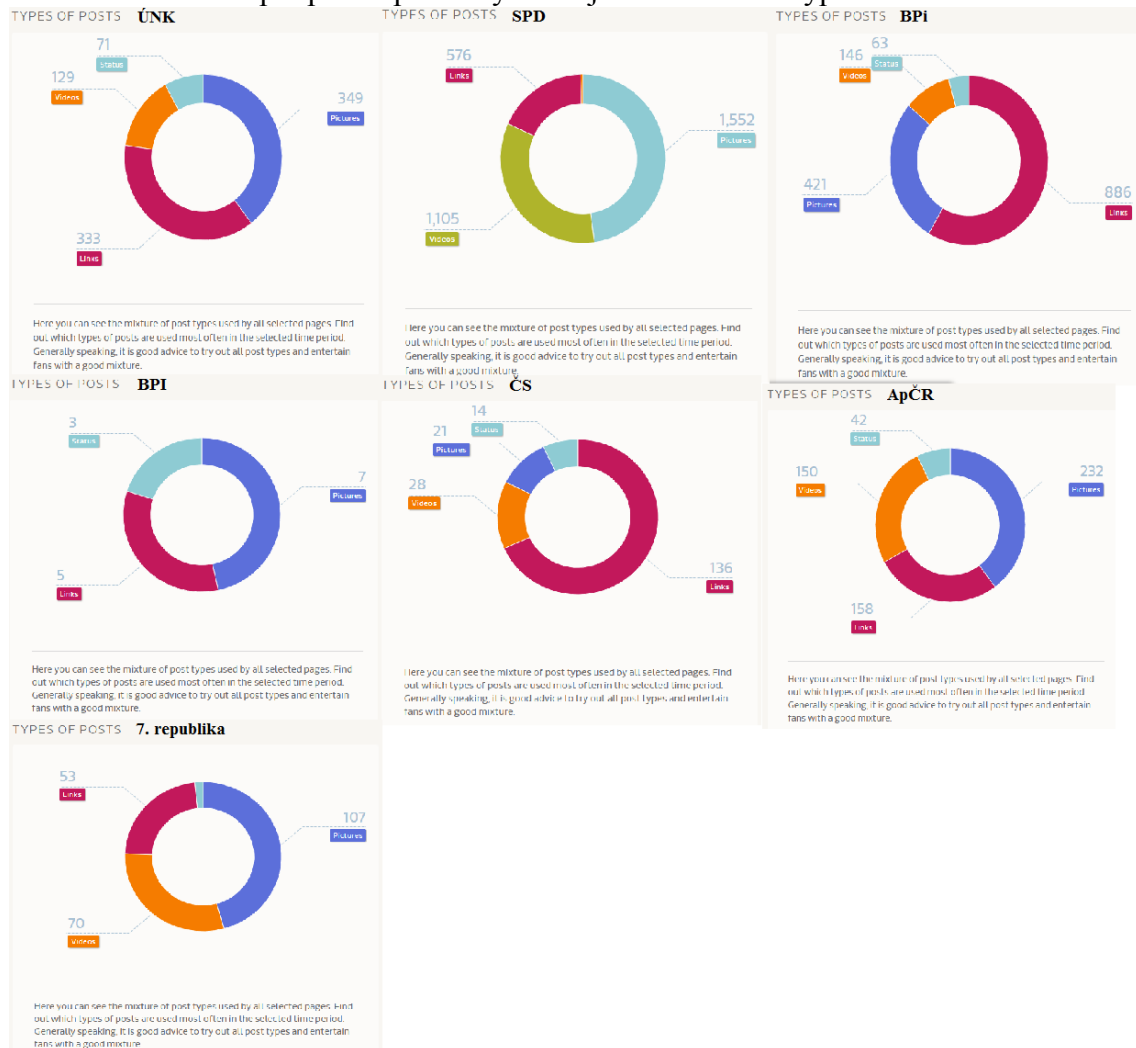 TYPES OF POSTS ÚNK
71
Status
129
Videos
349
Pictures
333
Links
Here you can see the mixture of post types used by all selected pages. Find
out which types of posts are used most often in the selected time period.
Generally speaking, it is good advice to try out all post types and entertain
fans with a good mixture.
TYPES OF POSTS SPD
576
Links
1,552
Pictures
1,105
Videos
Here you can see the mixture of post types used by all selected pages. Find
out which types of posts are used most often in the selected time period.
Generally speaking, it is good advice to try out all post types and entertain
fans with a good mixture.
TYPES OF POSTS BPi
63
Status
146
Videos
421
Pictures
886
Links
Here you can see the mixture of post types used by all selected pages. Find
out which types of posts are used most often in the selected time period.
Generally speaking, it is good advice to try out all post types and entertain
fans with a good mixture.
TYPES OF POSTS BPI
3
Status
7
Pictures
5
Links
Here you can see the mixture of post types used by all selected pages. Find
out which types of posts are used most often in the selected time period.
Generally speaking, it is good advice to try out all post types and entertain
fans with a good mixture.
TYPES OF POSTS ČS
14
Status
21
Pictures
28
Videos
136
Links
Here you can see the mixture of post types used by all selected pages. Find
out which types of posts are used most often in the selected time period.
Generally speaking, it is good advice to try out all post types and entertain
fans with a good mixture.
TYPES OF POSTS ApČR
42
Status
150
Videos
232
Pictures
158
Links
Here you can see the mixture of post types used by all selected pages. Find
out which types of posts are used most often in the selected time period.
Generally speaking, it is good advice to try out all post types and entertain
fans with a good mixture.
TYPES OF POSTS 7. republika
53
Links
107
Pictures
70
Videos
Here you can see the mixture of post types used by all selected pages. Find
out which types of posts are used most often in the selected time period.
Generally speaking, it is good advice to try out all post types and entertain
fans with a good mixture.